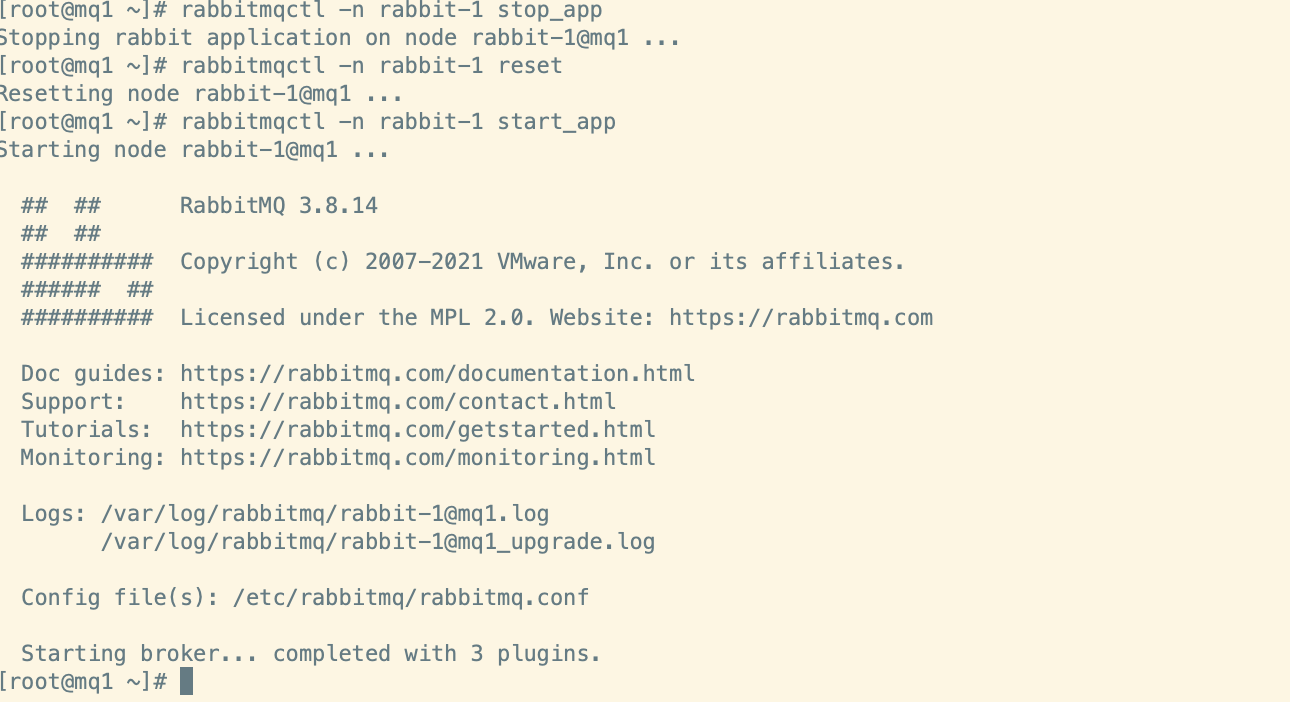 [root@mq1 ~]# rabbitmqctl -n rabbit-1 stop_app
Stopping rabbit application on node rabbit-1@mq1 ...
[root@mq1 ~]# rabbitmqctl -n rabbit-1 reset
Resetting node rabbit-1@mq1 ...
[root@mq1 ~]# rabbitmqctl -n rabbit-1 start_app
Starting node rabbit-1@mq1 ...
##  ##      RabbitMQ 3.8.14
##  ##
##########  Copyright (c) 2007-2021 VMware, Inc. or its affiliates.
######  ##
##########  Licensed under the MPL 2.0. Website: https://rabbitmq.com
Doc guides: https://rabbitmq.com/documentation.html
Support:    https://rabbitmq.com/contact.html
Tutorials:  https://rabbitmq.com/getstarted.html
Monitoring: https://rabbitmq.com/monitoring.html
Logs: /var/log/rabbitmq/rabbit-1@mq1.log
/var/log/rabbitmq/rabbit-1@mq1_upgrade.log
Config file(s): /etc/rabbitmq/rabbitmq.conf
Starting broker... completed with 3 plugins.
[root@mq1 ~]#